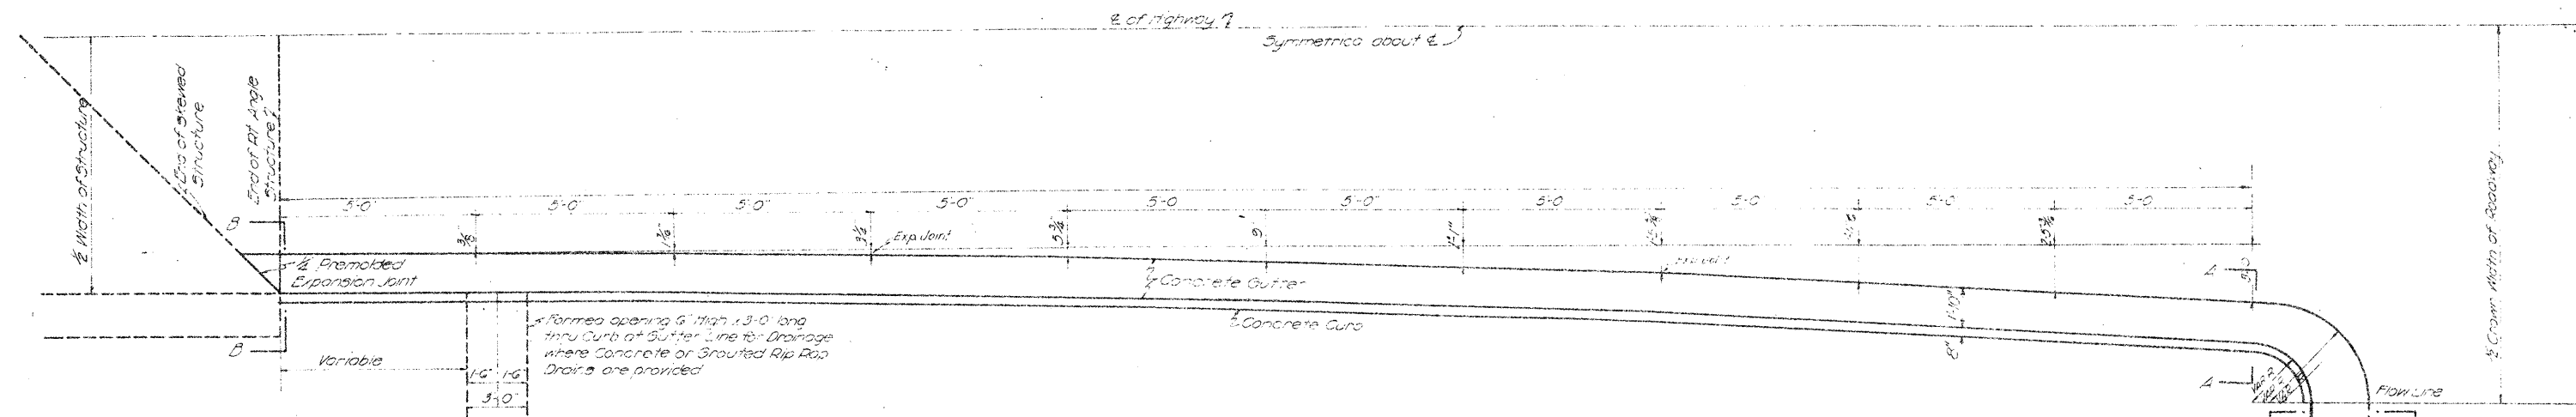 ℄ of Highway
Symmetrica about ℄
½ Width of Structure
End of Skewed
Structure
End of Rt Angle
Structure
5'-0" 5'-0" 5'-0" 5'-0" 5'-0" 5'-0" 5'-0" 5'-0" 5'-0" 5'-0"
9"
1'-1"
B
Exp. Joint
½" Premolded
Expansion Joint
Concrete Gutter
A
1'-10"
Formed opening 6" High x 3'-0" long
thru Curb at Gutter Line for Drainage
where Concrete or Grouted Rip Rap
Drains are provided
Concrete Curb
8"
B
Variable
1'-6" 1'-6"
3'-0"
A
Flow Line
½ Crown Width of Roadway